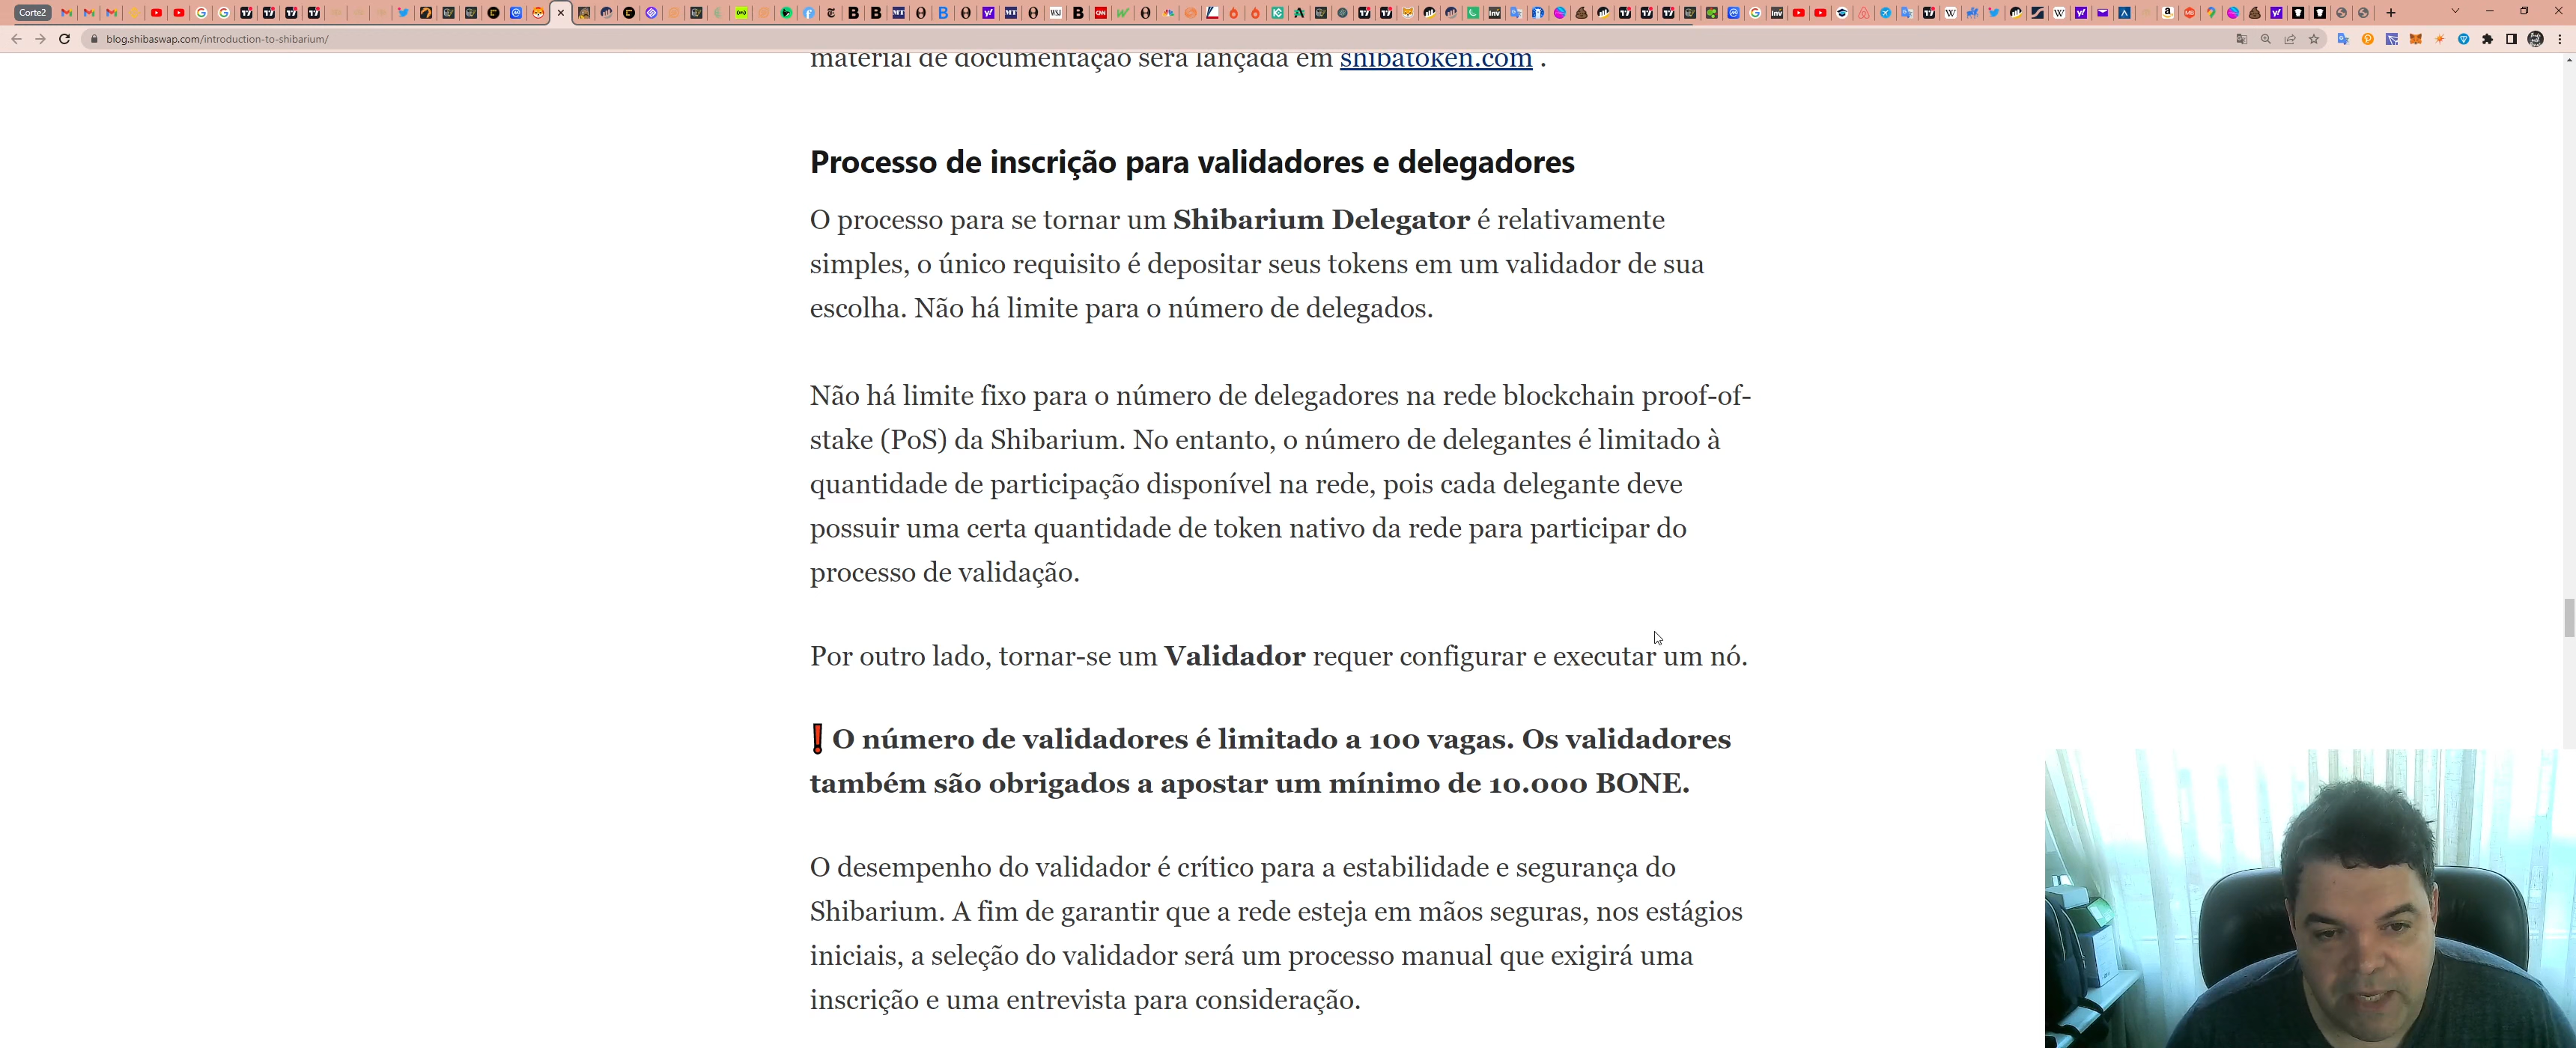 Corte2
blog.shibaswap.com/introduction-to-shibarium/
material de documentação será lançada em shibatoken.com .
Processo de inscrição para validadores e delegadores
O processo para se tornar um Shibarium Delegator é relativamente
simples, o único requisito é depositar seus tokens em um validador de sua
escolha. Não há limite para o número de delegados.
Não há limite fixo para o número de delegadores na rede blockchain proof-of-
stake (PoS) da Shibarium. No entanto, o número de delegantes é limitado à
quantidade de participação disponível na rede, pois cada delegante deve
possuir uma certa quantidade de token nativo da rede para participar do
processo de validação.
Por outro lado, tornar-se um Validador requer configurar e executar um nó.
❗O número de validadores é limitado a 100 vagas. Os validadores
também são obrigados a apostar um mínimo de 10.000 BONE.
O desempenho do validador é crítico para a estabilidade e segurança do
Shibarium. A fim de garantir que a rede esteja em mãos seguras, nos estágios
iniciais, a seleção do validador será um processo manual que exigirá uma
inscrição e uma entrevista para consideração.